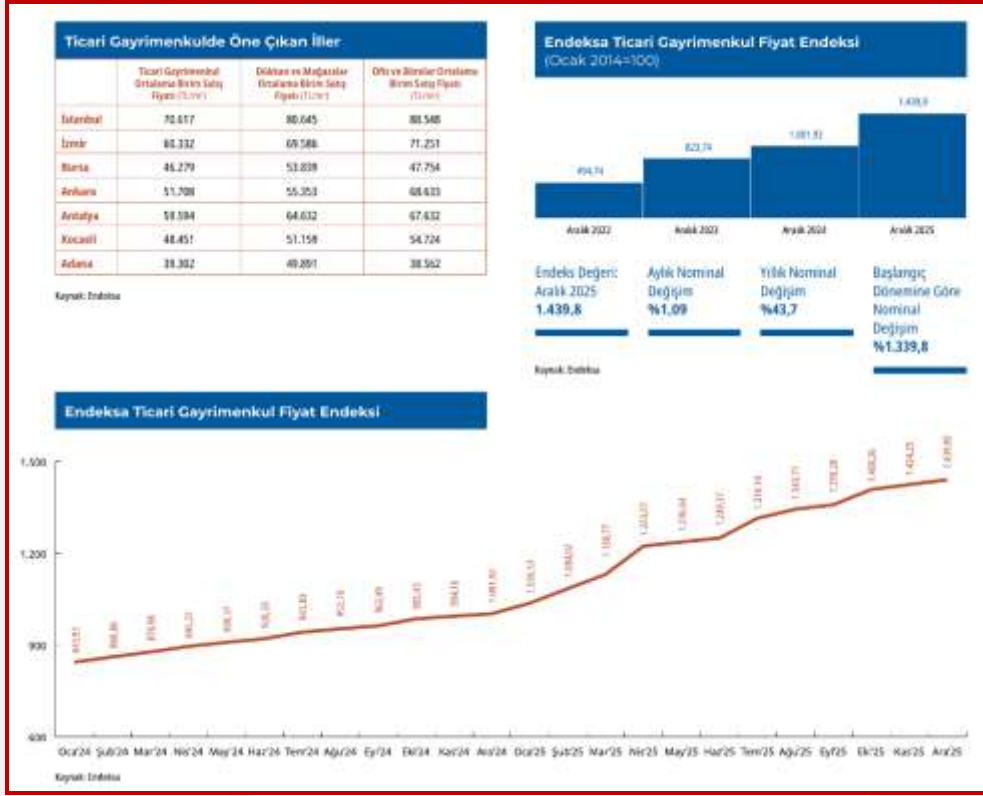 Ticari Gayrimenkulde Öne Çıkan İller
Ticari Gayrimenkul Ortalama Birim Satış Fiyatı (TL/m²)
Dükkan ve Mağazalar Ortalama Birim Satış Fiyatı (TL/m²)
Ofis ve Bürolar Ortalama Birim Satış Fiyatı (TL/m²)
İstanbul 70.617 80.645 88.548
İzmir 60.332 69.586 71.251
Bursa 46.279 53.839 47.754
Ankara 51.708 55.353 68.633
Antalya 59.594 64.632 67.632
Kocaeli 48.451 51.159 54.724
Adana 39.302 49.891 38.562
Kaynak: Endeksa
Endeksa Ticari Gayrimenkul Fiyat Endeksi
(Ocak 2014=100)
494,74
823,74
1.001,92
1.439,8
Aralık 2022 Aralık 2023 Aralık 2024 Aralık 2025
Endeks Değeri:
Aralık 2025
1.439,8
Aylık Nominal
Değişim
%1,09
Yıllık Nominal
Değişim
%43,7
Başlangıç
Dönemine Göre
Nominal
Değişim
%1.339,8
Kaynak: Endeksa
Endeksa Ticari Gayrimenkul Fiyat Endeksi
1.500
1.200
900
600
1.001,92
Oca'24 Şub'24 Mar'24 Nis'24 May'24 Haz'24 Tem'24 Ağu'24 Eyl'24 Eki'24 Kas'24 Ara'24 Oca'25 Şub'25 Mar'25 Nis'25 May'25 Haz'25 Tem'25 Ağu'25 Eyl'25 Eki'25 Kas'25 Ara'25
Kaynak: Endeksa